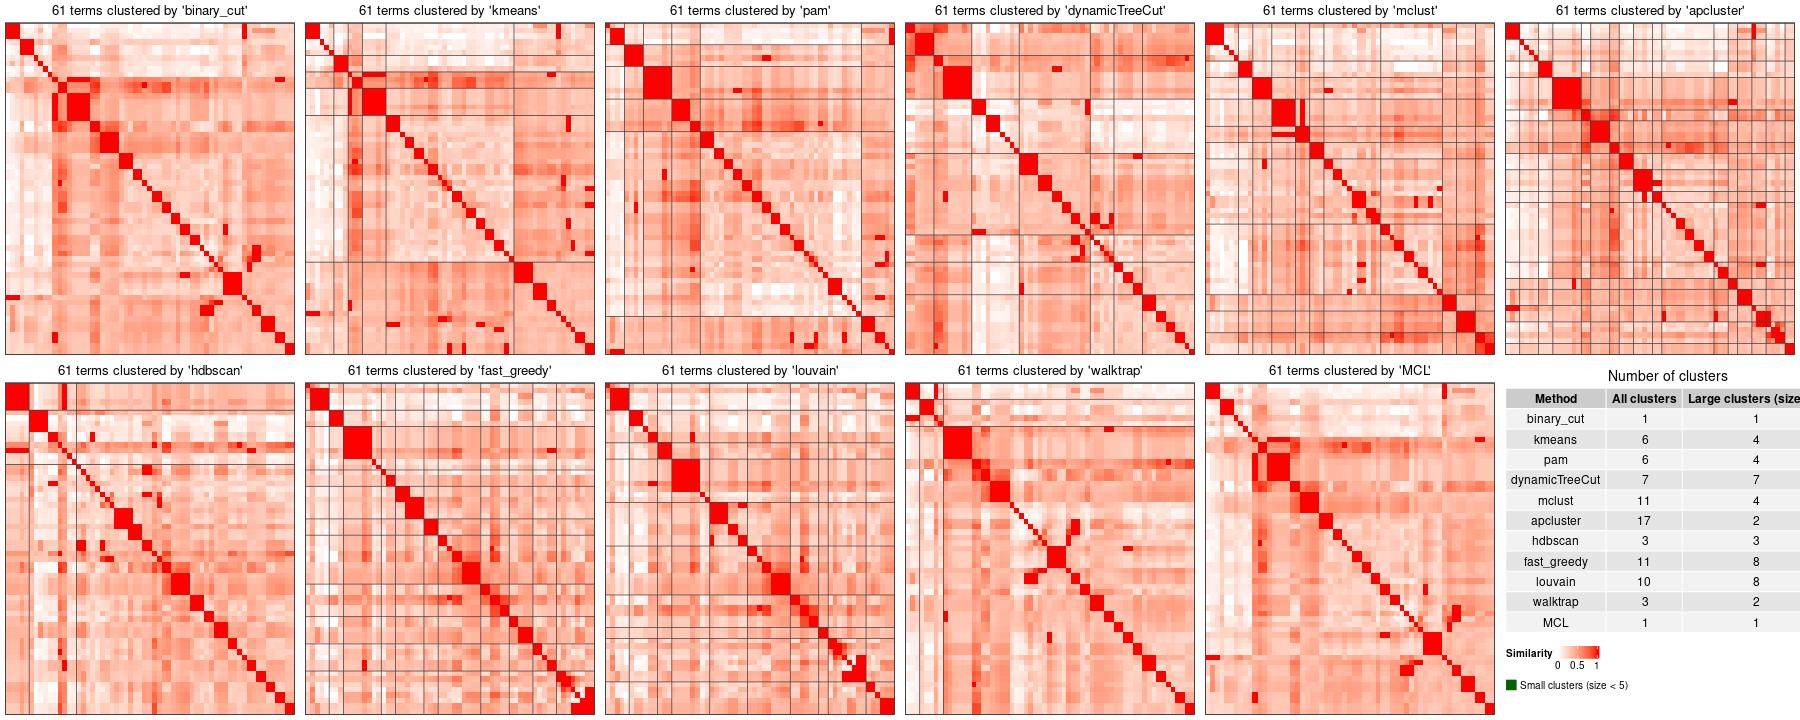 61 terms clustered by 'binary_cut'
61 terms clustered by 'kmeans'
61 terms clustered by 'pam'
61 terms clustered by 'dynamicTreeCut'
61 terms clustered by 'mclust'
61 terms clustered by 'apcluster'
61 terms clustered by 'hdbscan'
61 terms clustered by 'fast_greedy'
61 terms clustered by 'louvain'
61 terms clustered by 'walktrap'
61 terms clustered by 'MCL'
Number of clusters
Method All clusters Large clusters (size
binary_cut 1 1
kmeans 6 4
pam 6 4
dynamicTreeCut 7 7
mclust 11 4
apcluster 17 2
hdbscan 3 3
fast_greedy 11 8
louvain 10 8
walktrap 3 2
MCL 1 1
Similarity
0 0.5 1
Small clusters (size < 5)